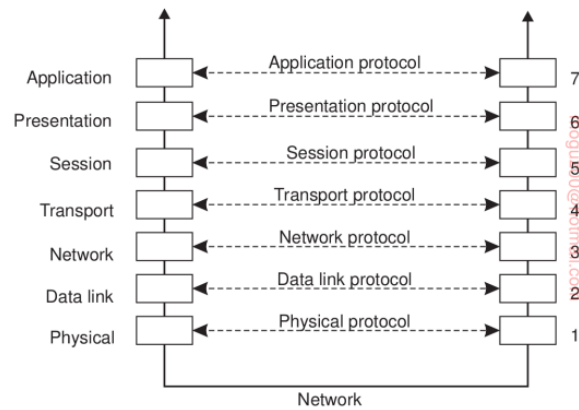 Application Application protocol 7
Presentation Presentation protocol 6
Session Session protocol 5
Transport Transport protocol 4
Network Network protocol 3
Data link Data link protocol 2
Physical Physical protocol 1
Network